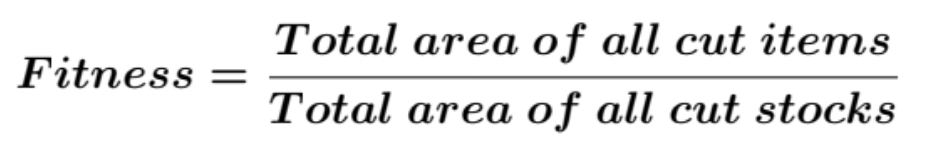 Total area of all cut items
Fitness =
Total area of all cut stocks